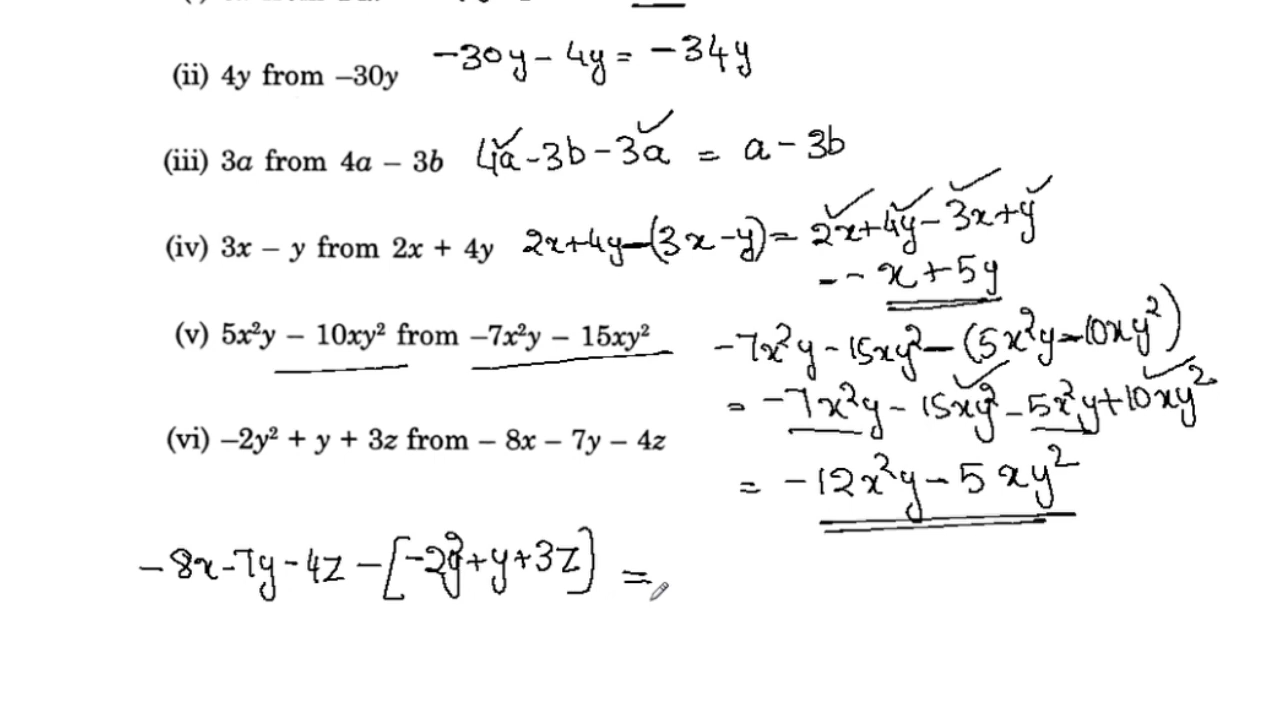 (ii) 4y from –30y -30y - 4y = -34y
(iii) 3a from 4a – 3b 4a - 3b - 3a = a - 3b
(iv) 3x – y from 2x + 4y 2x+4y-(3x-y)= 2x+4y-3x+y
- - x+5y
(v) 5x²y – 10xy² from –7x²y – 15xy² -7x²y - 15xy² - (5x²y - 10xy²)
= -7x²y - 15xy² - 5x²y + 10xy²
(vi) –2y² + y + 3z from – 8x – 7y – 4z
= -12x²y - 5xy²
-8x-7y-4z-[-2y²+y+3z] =